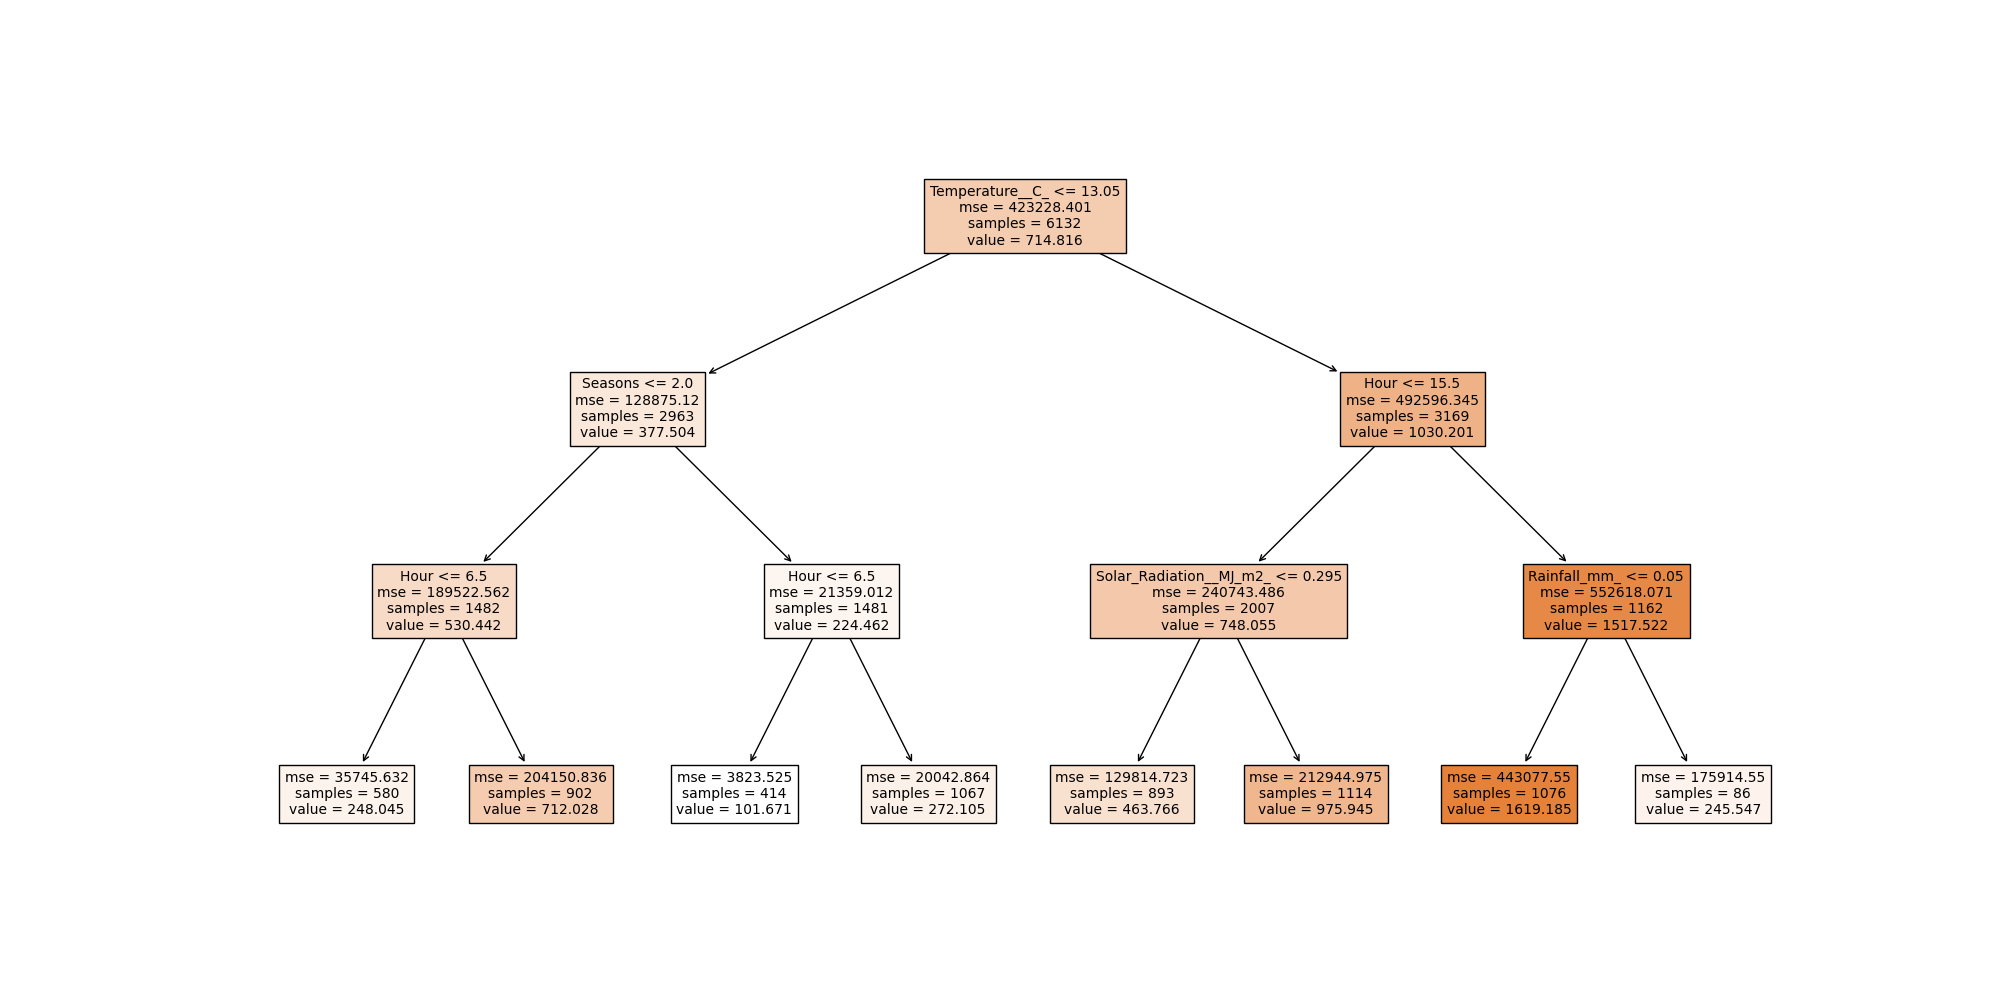 Temperature__C_ <= 13.05
mse = 423228.401
samples = 6132
value = 714.816
Seasons <= 2.0
mse = 128875.12
samples = 2963
value = 377.504
Hour <= 15.5
mse = 492596.345
samples = 3169
value = 1030.201
Hour <= 6.5
mse = 189522.562
samples = 1482
value = 530.442
Hour <= 6.5
mse = 21359.012
samples = 1481
value = 224.462
Solar_Radiation__MJ_m2_ <= 0.295
mse = 240743.486
samples = 2007
value = 748.055
Rainfall_mm_ <= 0.05
mse = 552618.071
samples = 1162
value = 1517.522
mse = 35745.632
samples = 580
value = 248.045
mse = 204150.836
samples = 902
value = 712.028
mse = 3823.525
samples = 414
value = 101.671
mse = 20042.864
samples = 1067
value = 272.105
mse = 129814.723
samples = 893
value = 463.766
mse = 212944.975
samples = 1114
value = 975.945
mse = 443077.55
samples = 1076
value = 1619.185
mse = 175914.55
samples = 86
value = 245.547